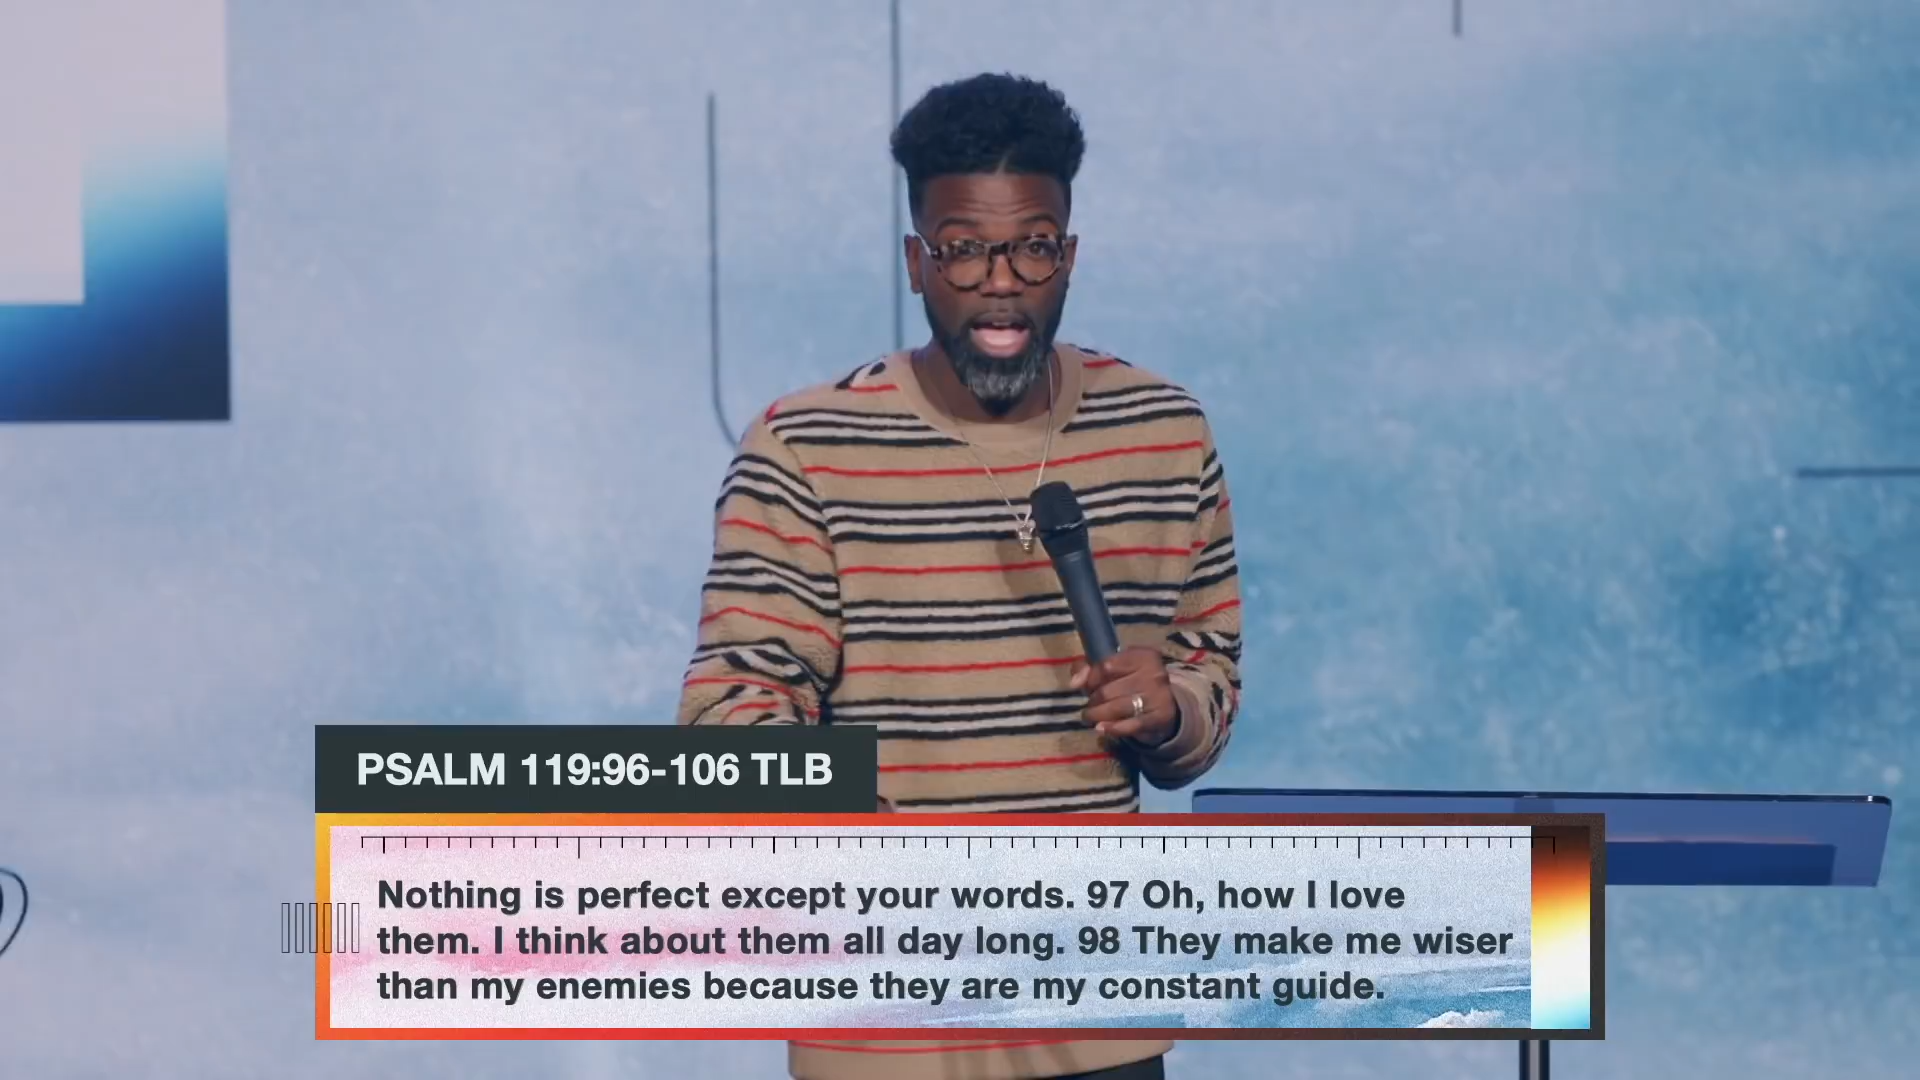 PSALM 119:96-106 TLB
Nothing is perfect except your words. 97 Oh, how I love
them. I think about them all day long. 98 They make me wiser
than my enemies because they are my constant guide.